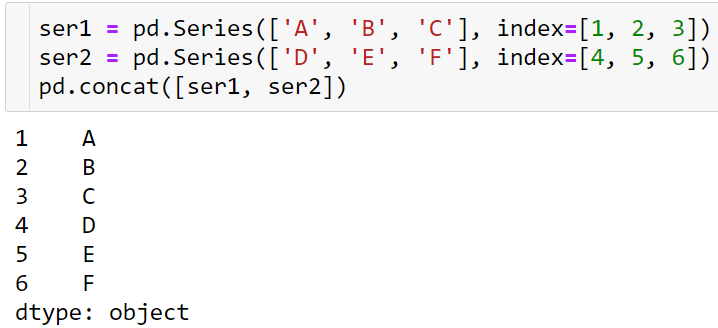 ser1 = pd.Series(['A', 'B', 'C'], index=[1, 2, 3])
ser2 = pd.Series(['D', 'E', 'F'], index=[4, 5, 6])
pd.concat([ser1, ser2])
1    A
2    B
3    C
4    D
5    E
6    F
dtype: object